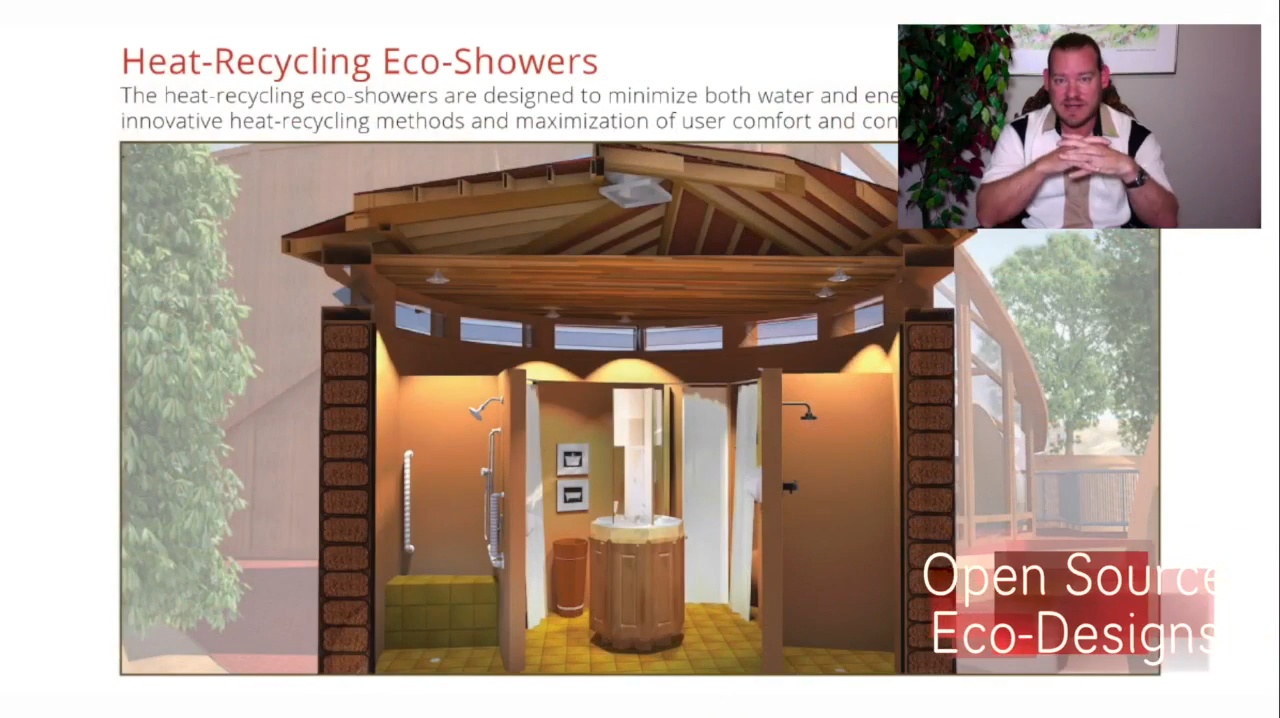 Heat-Recycling Eco-Showers
The heat-recycling eco-showers are designed to minimize both water and ene
innovative heat-recycling methods and maximization of user comfort and con
Open Source
Eco-Designs